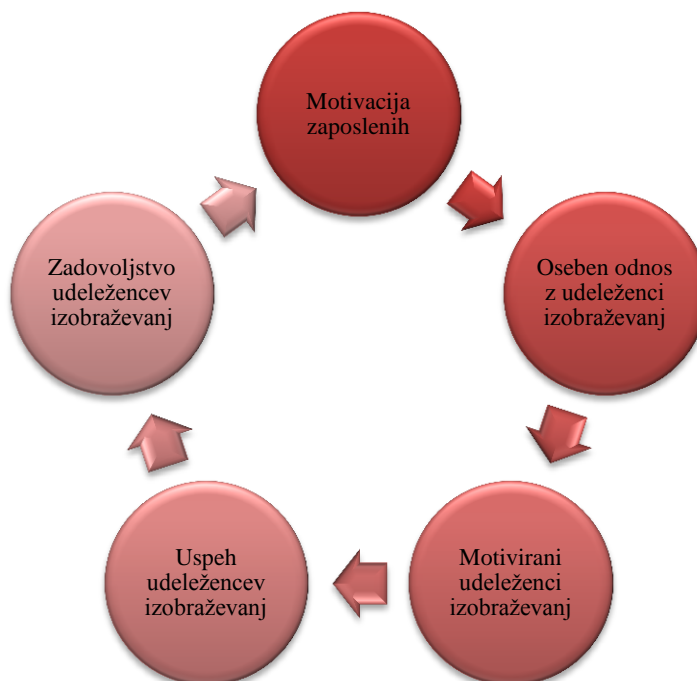 Motivacija
zaposlenih
Oseben odnos
z udeleženci
izobraževanj
Motivirani
udeleženci
izobraževanj
Uspeh
udeležencev
izobraževanj
Zadovoljstvo
udeležencev
izobraževanj